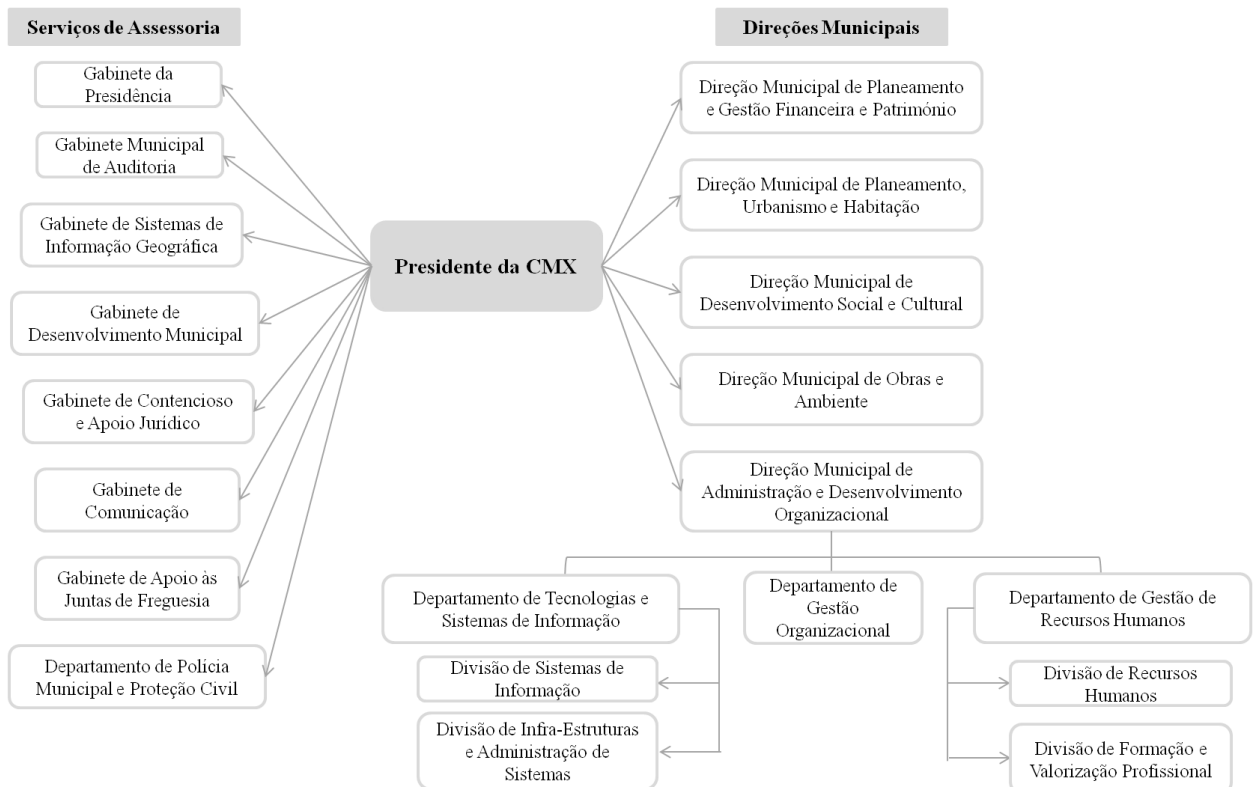 Serviços de Assessoria
Gabinete da
Presidência
Gabinete Municipal
de Auditoria
Gabinete de Sistemas de
Informação Geográfica
Gabinete de
Desenvolvimento Municipal
Gabinete de Contencioso
e Apoio Jurídico
Gabinete de
Comunicação
Gabinete de Apoio às
Juntas de Freguesia
Departamento de Polícia
Municipal e Proteção Civil
Presidente da CMX
Direções Municipais
Direção Municipal de Planeamento
e Gestão Financeira e Património
Direção Municipal de Planeamento,
Urbanismo e Habitação
Direção Municipal de
Desenvolvimento Social e Cultural
Direção Municipal de Obras e
Ambiente
Direção Municipal de
Administração e Desenvolvimento
Organizacional
Departamento de Tecnologias e
Sistemas de Informação
Divisão de Sistemas de
Informação
Divisão de Infra-Estruturas
e Administração de
Sistemas
Departamento de
Gestão
Organizacional
Departamento de Gestão de
Recursos Humanos
Divisão de Recursos
Humanos
Divisão de Formação e
Valorização Profissional